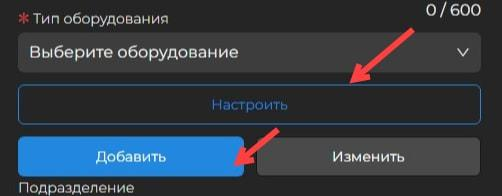 0 / 600
* Тип оборудования
Выберите оборудование
Настроить
Добавить
Изменить
Подразделение